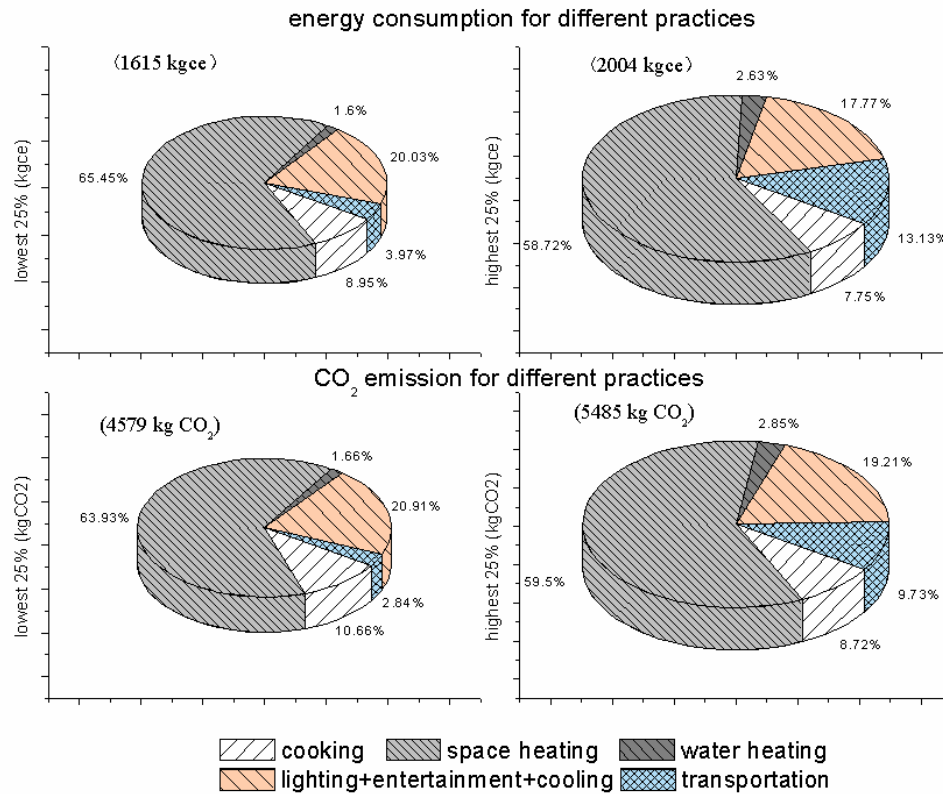 energy consumption for different practices
（1615 kgce）
1.6%
20.03%
65.45%
3.97%
8.95%
lowest 25% (kgce)
（2004 kgce）
2.63%
17.77%
58.72%
13.13%
7.75%
highest 25% (kgce)
CO₂ emission for different practices
(4579 kg CO₂)
1.66%
20.91%
63.93%
2.84%
10.66%
lowest 25% (kgCO2)
(5485 kg CO₂)
2.85%
19.21%
59.5%
9.73%
8.72%
highest 25% (kgCO2)
cooking space heating water heating
lighting+entertainment+cooling transportation